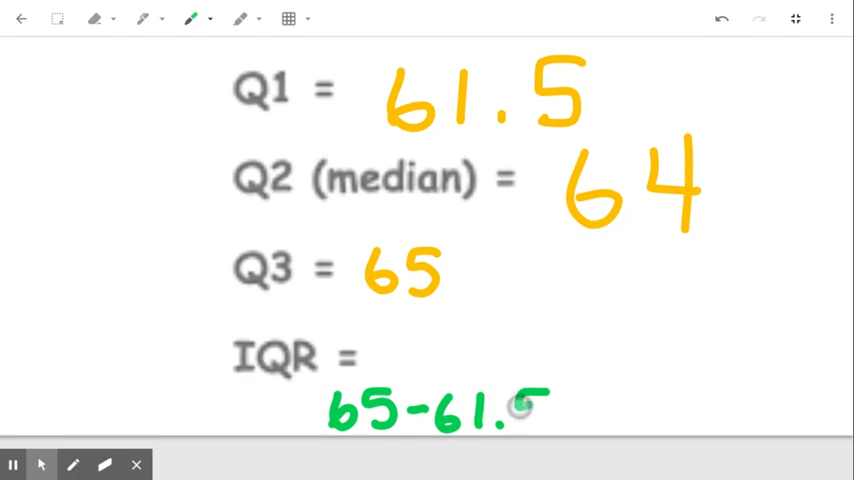 Q1 = 61.5
Q2 (median) = 64
Q3 = 65
IQR =
65-61.5